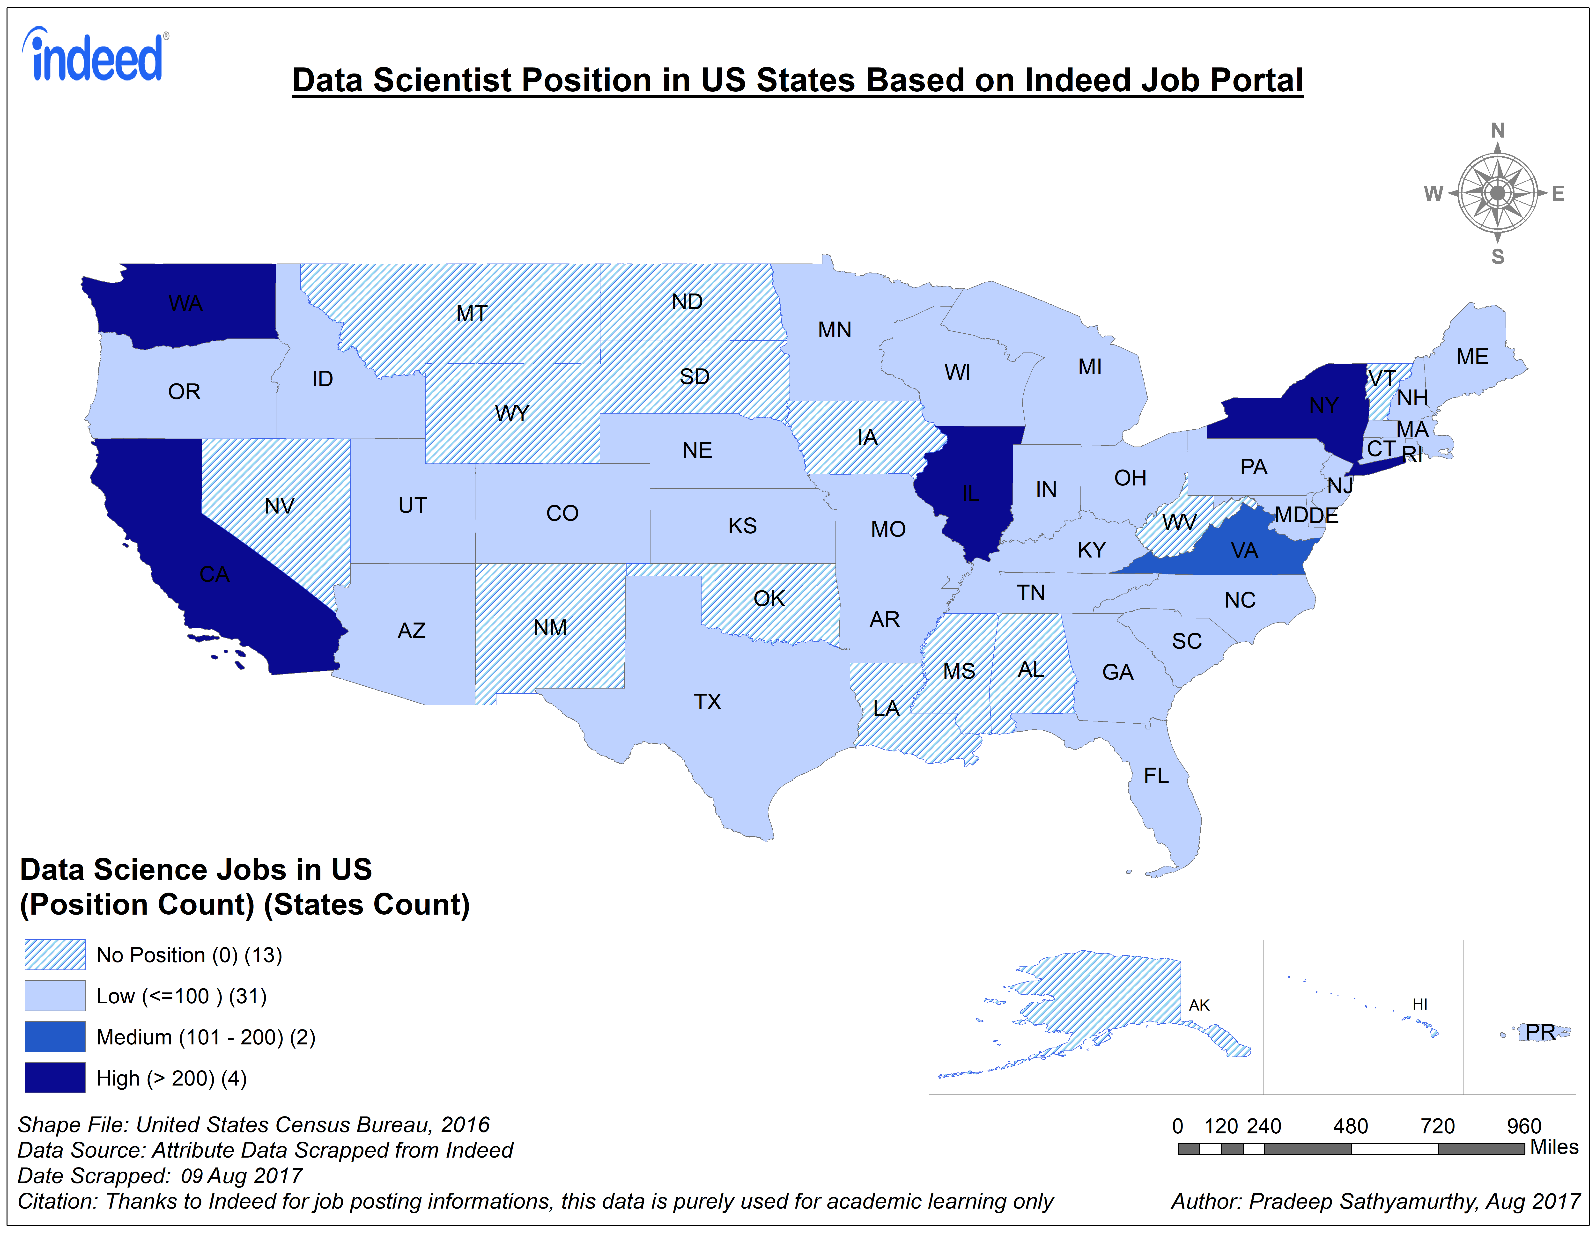 indeed®
Data Scientist Position in US States Based on Indeed Job Portal
N
W E
S
WA
MT
ND
MN
OR
ID
SD
WY
WI
MI
ME
VT
NH
NY
MA
CT RI
IA
NE
PA
OH
NJ
NV
UT
CO
KS
MO
IL
IN
WV
MD DE
VA
KY
CA
AZ
NM
OK
AR
TN
NC
SC
TX
LA
MS
AL
GA
FL
Data Science Jobs in US
(Position Count) (States Count)
No Position (0) (13)
Low (<=100 ) (31)
Medium (101 - 200) (2)
High (> 200) (4)
AK
HI
PR
Shape File: United States Census Bureau, 2016
Data Source: Attribute Data Scrapped from Indeed
Date Scrapped: 09 Aug 2017
Citation: Thanks to Indeed for job posting informations, this data is purely used for academic learning only
0 120 240 480 720 960
Miles
Author: Pradeep Sathyamurthy, Aug 2017